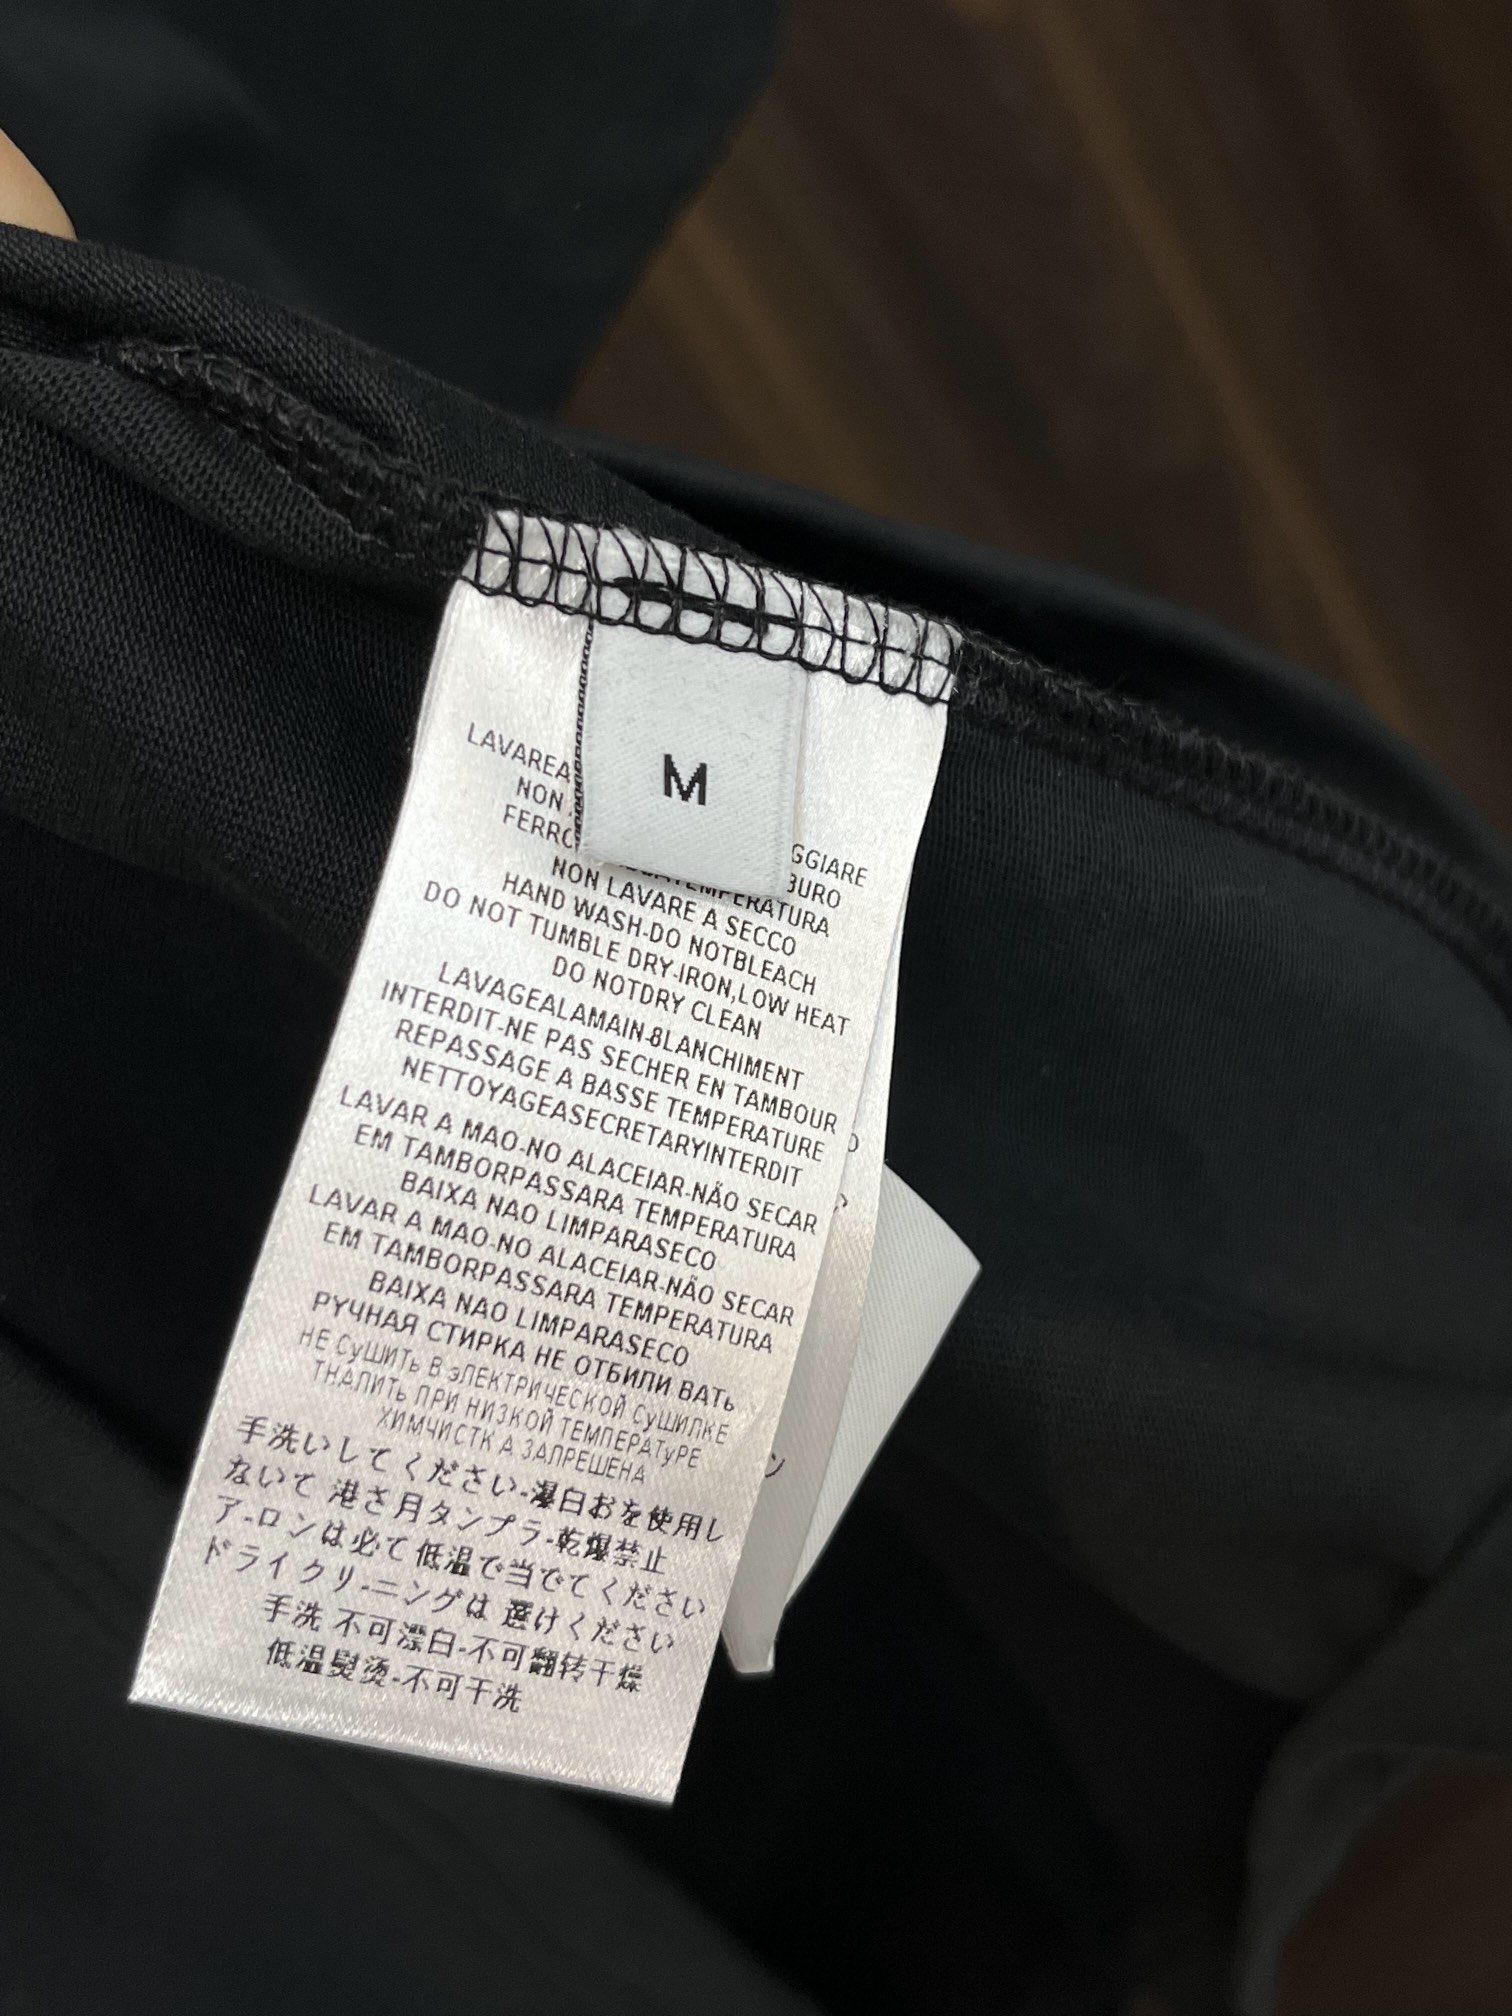 M
LAVAREA
GGIARE
NON
BURO
FERRO
TEMPERATURA
NON LAVARE A SECCO
HAND WASH-DO NOTBLEACH
DO NOT TUMBLE DRY-IRON,LOW HEAT
DO NOTDRY CLEAN
LAVAGEALAMAIN-8LANCHIMENT
INTERDIT-NE PAS SECHER EN TAMBOUR
REPASSAGE A BASSE TEMPERATURE
NETTOYAGEASECRETARYINTERDIT
LAVAR A MAO-NO ALACEIAR-NÃO SECAR
EM TAMBORPASSARA TEMPERATURA
BAIXA NAO LIMPARASECO
LAVAR A MAO-NO ALACEIAR-NÃO SECAR
EM TAMBORPASSARA TEMPERATURA
BAIXA NAO LIMPARASECO
РУЧНАЯ СТИРКА НЕ ОТБИЛИ ВАТЬ
НЕ СуШИТЬ В эЛЕКТРИЧЕСКОЙ СуШИЛКЕ
ТНДЛИТЬ ПРИ НИЗКОЙ ТЕМПЕРАТуРЕ
ХИМЧИСТК А ЗАПРЕШЕНА
手洗いしてください-瀑白おを使用し
ないて 港さ月タンプラ-乾燥禁止
ア-ロンは必て低温で当でてください
ドライクリ-ニングは 選けください
手洗 不可漂白-不可翻转干燥
低温熨烫-不可干洗